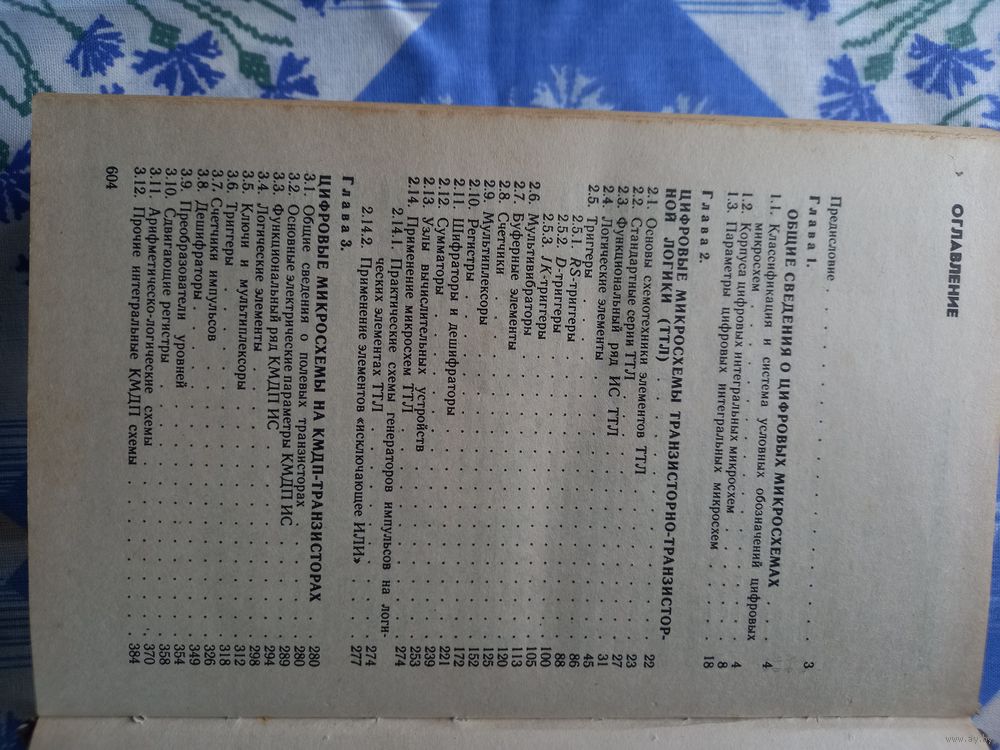 ОГЛАВЛЕНИЕ
Предисловие . . . . . . . . . . . . . . . . 3
Глава 1.
ОБЩИЕ СВЕДЕНИЯ О ЦИФРОВЫХ МИКРОСХЕМАХ . . . 4
1.1. Классификация и система условных обозначений цифровых
микросхем . . . . . . . . . . . . . . . 4
1.2. Корпуса цифровых интегральных микросхем . . . . 8
1.3. Параметры цифровых интегральных микросхем . . . . 18
Глава 2.
ЦИФРОВЫЕ МИКРОСХЕМЫ ТРАНЗИСТОРНО-ТРАНЗИСТОР-
НОЙ ЛОГИКИ (ТТЛ) . . . . . . . . . . . . 22
2.1. Основы схемотехники элементов ТТЛ . . . . . . 23
2.2. Стандартные серии ТТЛ . . . . . . . . . . 27
2.3. Функциональный ряд ИС ТТЛ . . . . . . . . 31
2.4. Логические элементы . . . . . . . . . . . 45
2.5. Триггеры . . . . . . . . . . . . . . . 86
2.5.1. RS-триггеры . . . . . . . . . . . . 88
2.5.2. D-триггеры . . . . . . . . . . . . 100
2.5.3. JK-триггеры . . . . . . . . . . . . 105
2.6. Мультивибраторы . . . . . . . . . . . . 113
2.7. Буферные элементы . . . . . . . . . . . 120
2.8. Счетчики . . . . . . . . . . . . . . . 125
2.9. Мультиплексоры . . . . . . . . . . . . 152
2.10. Регистры . . . . . . . . . . . . . . 172
2.11. Шифраторы и дешифраторы . . . . . . . . 221
2.12. Сумматоры . . . . . . . . . . . . . . 239
2.13. Узлы вычислительных устройств . . . . . . . 253
2.14. Применение микросхем ТТЛ . . . . . . . . 274
2.14.1. Практические схемы генераторов импульсов на логи-
ческих элементах ТТЛ . . . . . . . . . . 274
2.14.2. Применение элементов «исключающее ИЛИ» . . . 277
Глава 3.
ЦИФРОВЫЕ МИКРОСХЕМЫ НА КМДП-ТРАНЗИСТОРАХ . . 280
3.1. Общие сведения о полевых транзисторах . . . . . 280
3.2. Основные электрические параметры КМДП ИС . . . . 289
3.3. Функциональный ряд КМДП ИС . . . . . . . . 294
3.4. Логические элементы . . . . . . . . . . . 298
3.5. Ключи и мультиплексоры . . . . . . . . . . 312
3.6. Триггеры . . . . . . . . . . . . . . . 318
3.7. Счетчики импульсов . . . . . . . . . . . 326
3.8. Дешифраторы . . . . . . . . . . . . . 349
3.9. Преобразователи уровней . . . . . . . . . 354
3.10. Сдвигающие регистры . . . . . . . . . . 358
3.11. Арифметическо-логические схемы . . . . . . . 370
3.12. Прочие интегральные КМДП схемы . . . . . . 384
604
www.ay.by